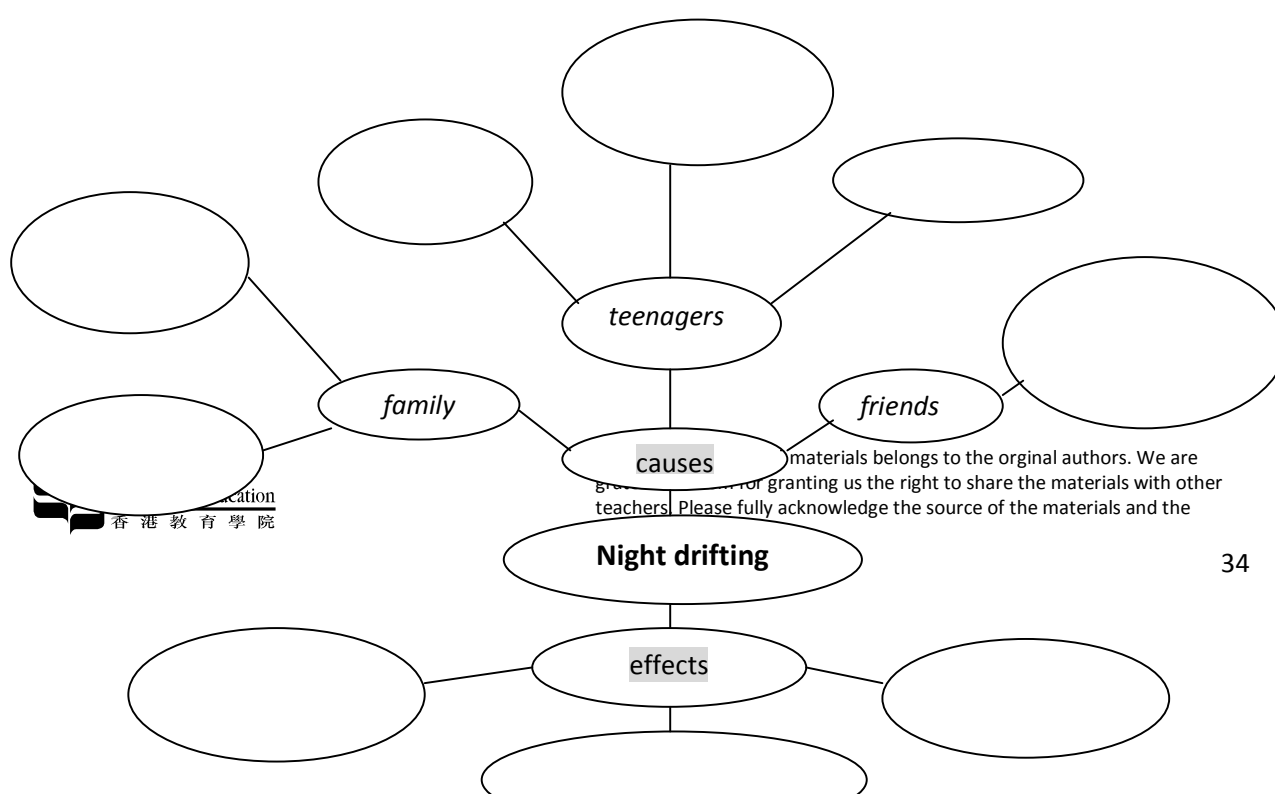 teenagers
family
friends
causes
materials belongs to the orginal authors. We are
for granting us the right to share the materials with other
teachers. Please fully acknowledge the source of the materials and the
香港教育學院
Night drifting
34
effects